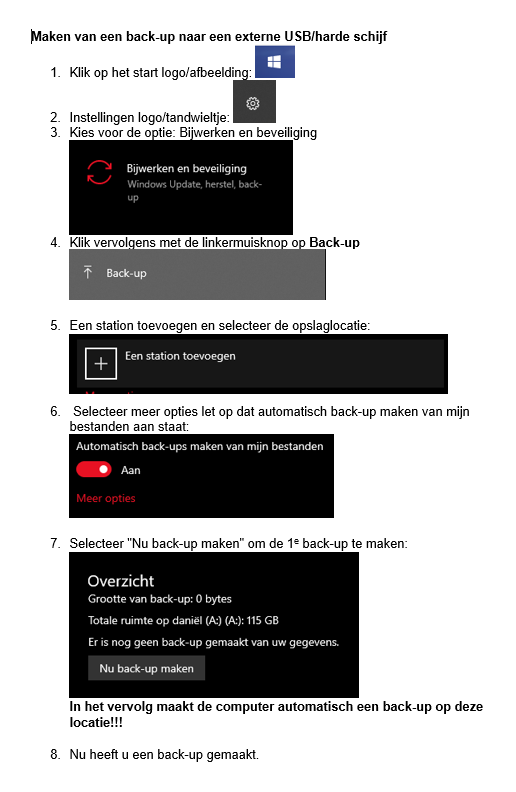 Maken van een back-up naar een externe USB/harde schijf
1. Klik op het start logo/afbeelding:
2. Instellingen logo/tandwieltje:
3. Kies voor de optie: Bijwerken en beveiliging
Bijwerken en beveiliging
Windows Update, herstel, back-
up
4. Klik vervolgens met de linkermuisknop op Back-up
Back-up
5. Een station toevoegen en selecteer de opslaglocatie:
Een station toevoegen
6. Selecteer meer opties let op dat automatisch back-up maken van mijn
bestanden aan staat:
Automatisch back-ups maken van mijn bestanden
Aan
Meer opties
7. Selecteer "Nu back-up maken" om de 1e back-up te maken:
Overzicht
Grootte van back-up: 0 bytes
Totale ruimte op daniël (A:) (A:): 115 GB
Er is nog geen back-up gemaakt van uw gegevens.
Nu back-up maken
In het vervolg maakt de computer automatisch een back-up op deze
locatie!!!
8. Nu heeft u een back-up gemaakt.